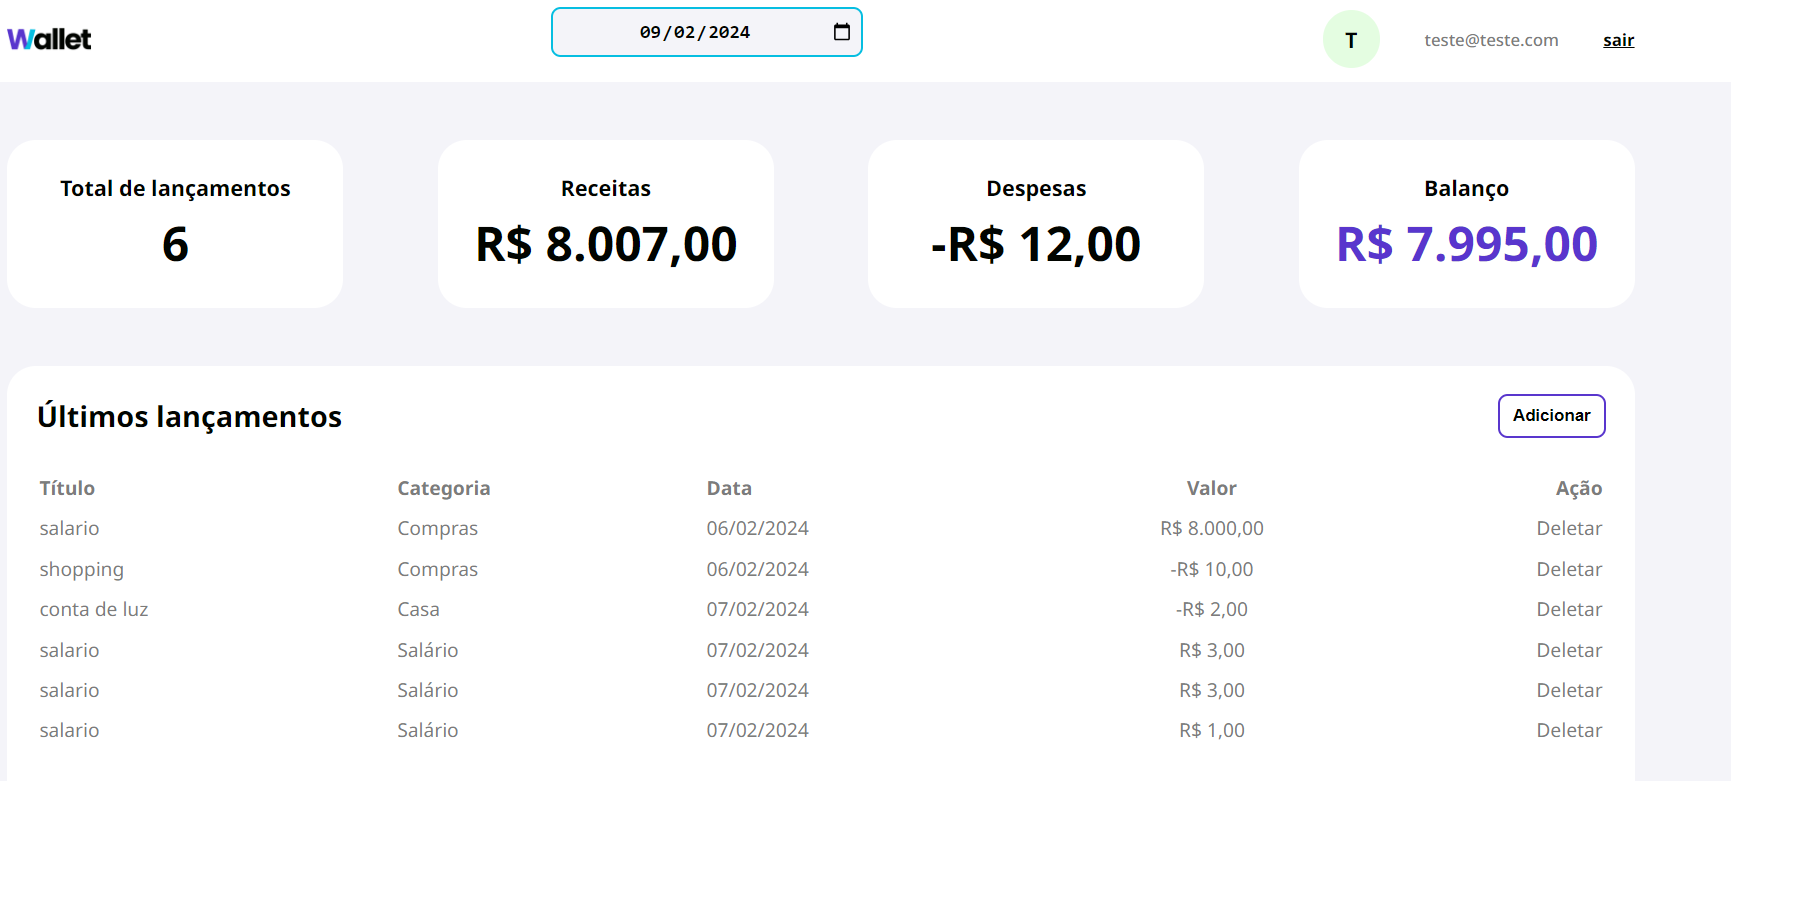 Wallet
09/02/2024
T
teste@teste.com
sair
Total de lançamentos
6
Receitas
R$ 8.007,00
Despesas
-R$ 12,00
Balanço
R$ 7.995,00
Últimos lançamentos
Adicionar
Título Categoria Data Valor Ação
salario Compras 06/02/2024 R$ 8.000,00 Deletar
shopping Compras 06/02/2024 -R$ 10,00 Deletar
conta de luz Casa 07/02/2024 -R$ 2,00 Deletar
salario Salário 07/02/2024 R$ 3,00 Deletar
salario Salário 07/02/2024 R$ 3,00 Deletar
salario Salário 07/02/2024 R$ 1,00 Deletar